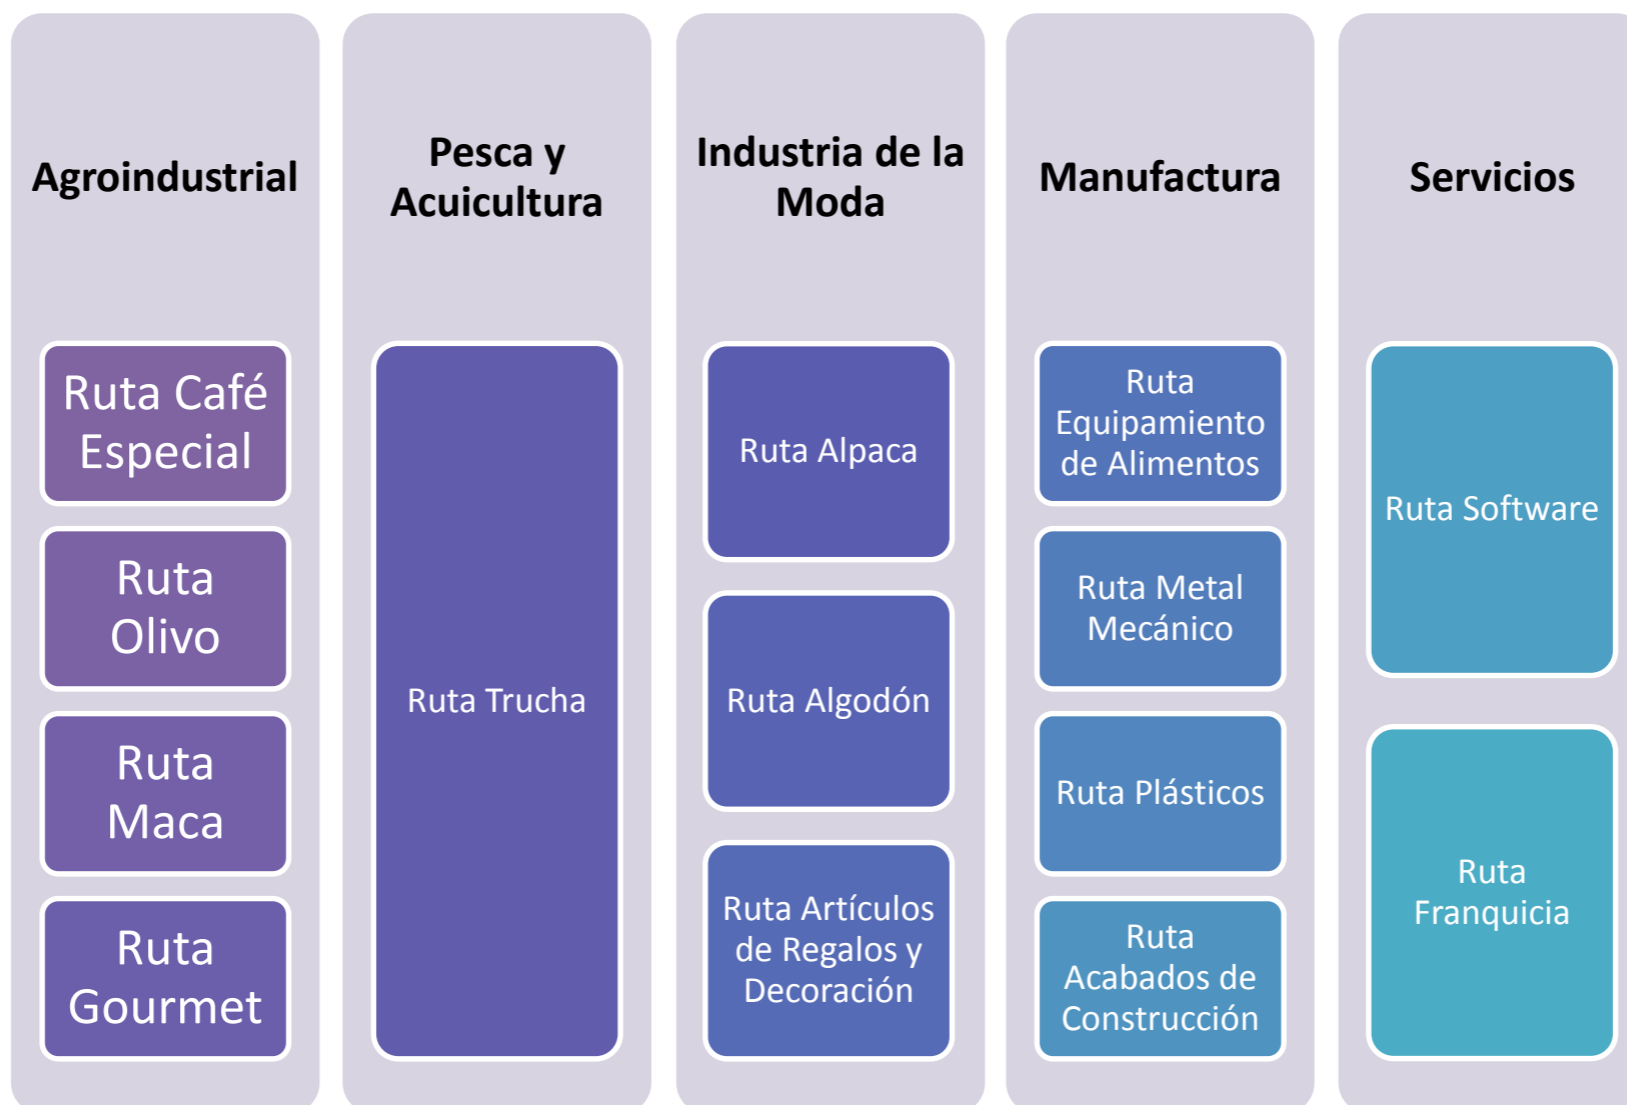 Agroindustrial
Ruta Café
Especial
Ruta
Olivo
Ruta
Maca
Ruta
Gourmet
Pesca y
Acuicultura
Ruta Trucha
Industria de la
Moda
Ruta Alpaca
Ruta Algodón
Ruta Artículos
de Regalos y
Decoración
Manufactura
Ruta
Equipamiento
de Alimentos
Ruta Metal
Mecánico
Ruta Plásticos
Ruta
Acabados de
Construcción
Servicios
Ruta Software
Ruta
Franquicia